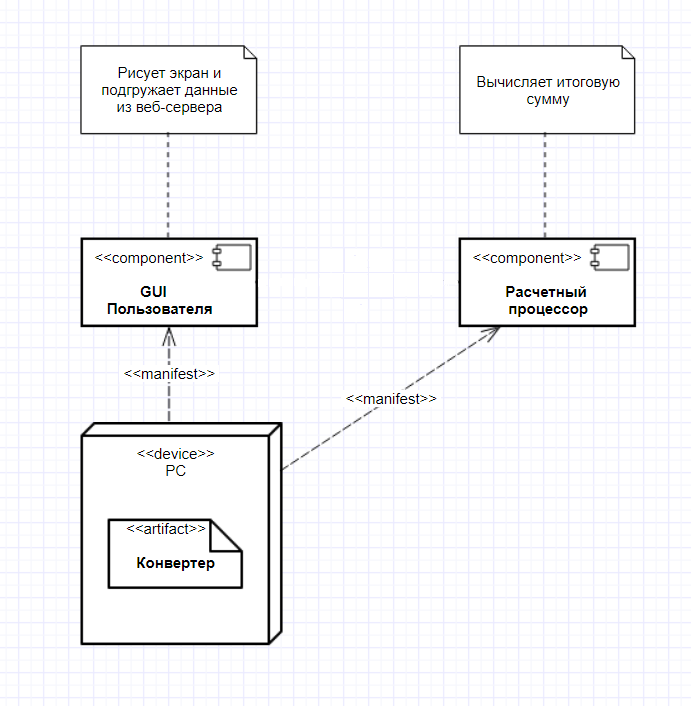 Рисует экран и
подгружает данные
из веб-сервера
Вычисляет итоговую
сумму
<<component>>
GUI
Пользователя
<<component>>
Расчетный
процессор
<<manifest>>
<<manifest>>
<<device>>
PC
<<artifact>>
Конвертер